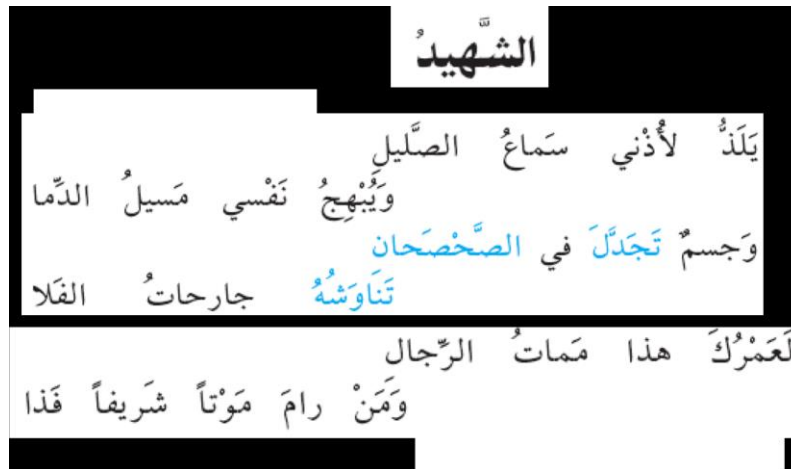 الشَّهيدُ
يَلَذُّ لأُذْني سَماعُ الصَّليلِ
وَيُبْهِجُ نَفْسي مَسيلُ الدِّما
وَجسمٌ تَجَدَّلَ في الصَّحْصَحان
تَنَاوَشُهُ جارحاتُ الفَلا
لَعَمْرُكَ هذا مَماتُ الرِّجالِ
وَمَنْ رامَ مَوْتاً شَريفاً فَذا